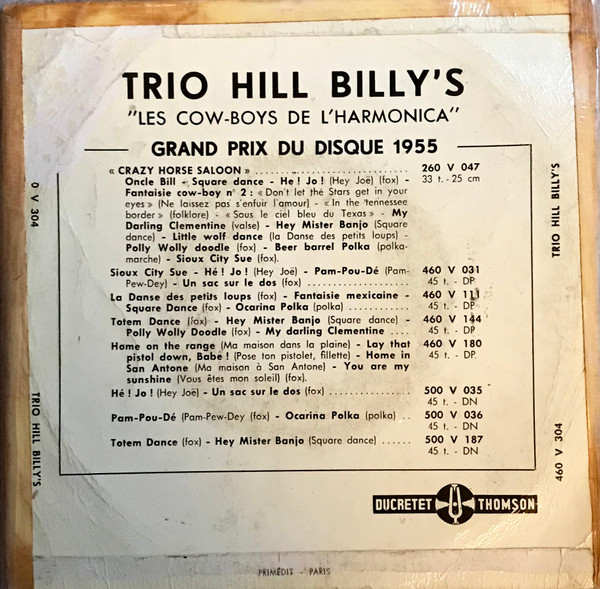 TRIO HILL BILLY'S
"LES COW-BOYS DE L'HARMONICA"
GRAND PRIX DU DISQUE 1955
« CRAZY HORSE SALOON » .......................... 260 V 047
Oncle Bill - Square dance - He ! Jo ! (Hey Joë) (fox) - 33 t. - 25 cm
Fantaisie cow-boy n° 2 : « Don't let the Stars get in your
eyes » (Ne laissez pas s'enfuir l'amour) - « In the tennessee
border » (folklore) - « Sous le ciel bleu du Texas » - My
Darling Clementine (valse) - Hey Mister Banjo (Square
dance) - Little wolf dance (la Danse des petits loups) -
Polly Wolly doodle (fox) - Beer barrel Polka (polka-
marche) - Sioux City Sue (fox).
Sioux City Sue - Hé ! Jo ! (Hey Joë) - Pam-Pou-Dé (Pam- 460 V 031
Pew-Dey) - Un sac sur le dos (fox) .................... 45 t. - DP
La Danse des petits loups (fox) - Fantaisie mexicaine - 460 V 111
Square Dance (fox) - Ocarina Polka (polka) ............ 45 t. - DP
Totem Dance (fox) - Hey Mister Banjo (Square dance) - 460 V 144
Polly Wolly Doodle (fox) - My darling Clementine .... 45 t. - DP
Home on the range (Ma maison dans la plaine) - Lay that 460 V 180
pistol down, Babe ! (Pose ton pistolet, fillette) - Home in 45 t. - DP.
San Antone (Ma maison à San Antone) - You are my
sunshine (Vous êtes mon soleil) (fox).
Hé ! Jo ! (Hey Joë) - Un sac sur le dos (fox) .............. 500 V 035
45 t. - DN
Pam-Pou-Dé (Pam-Pew-Dey (fox) - Ocarina Polka (polka) .. 500 V 036
45 t. - DN
Totem Dance (fox) - Hey Mister Banjo (Square dance) ...... 500 V 187
45 t. - DN
DUCRETET THOMSON
PRIMÉDIT - PARIS
V 304
TRIO HILL BILLY'S
TRIO HILL BILLY'S
460 V 304